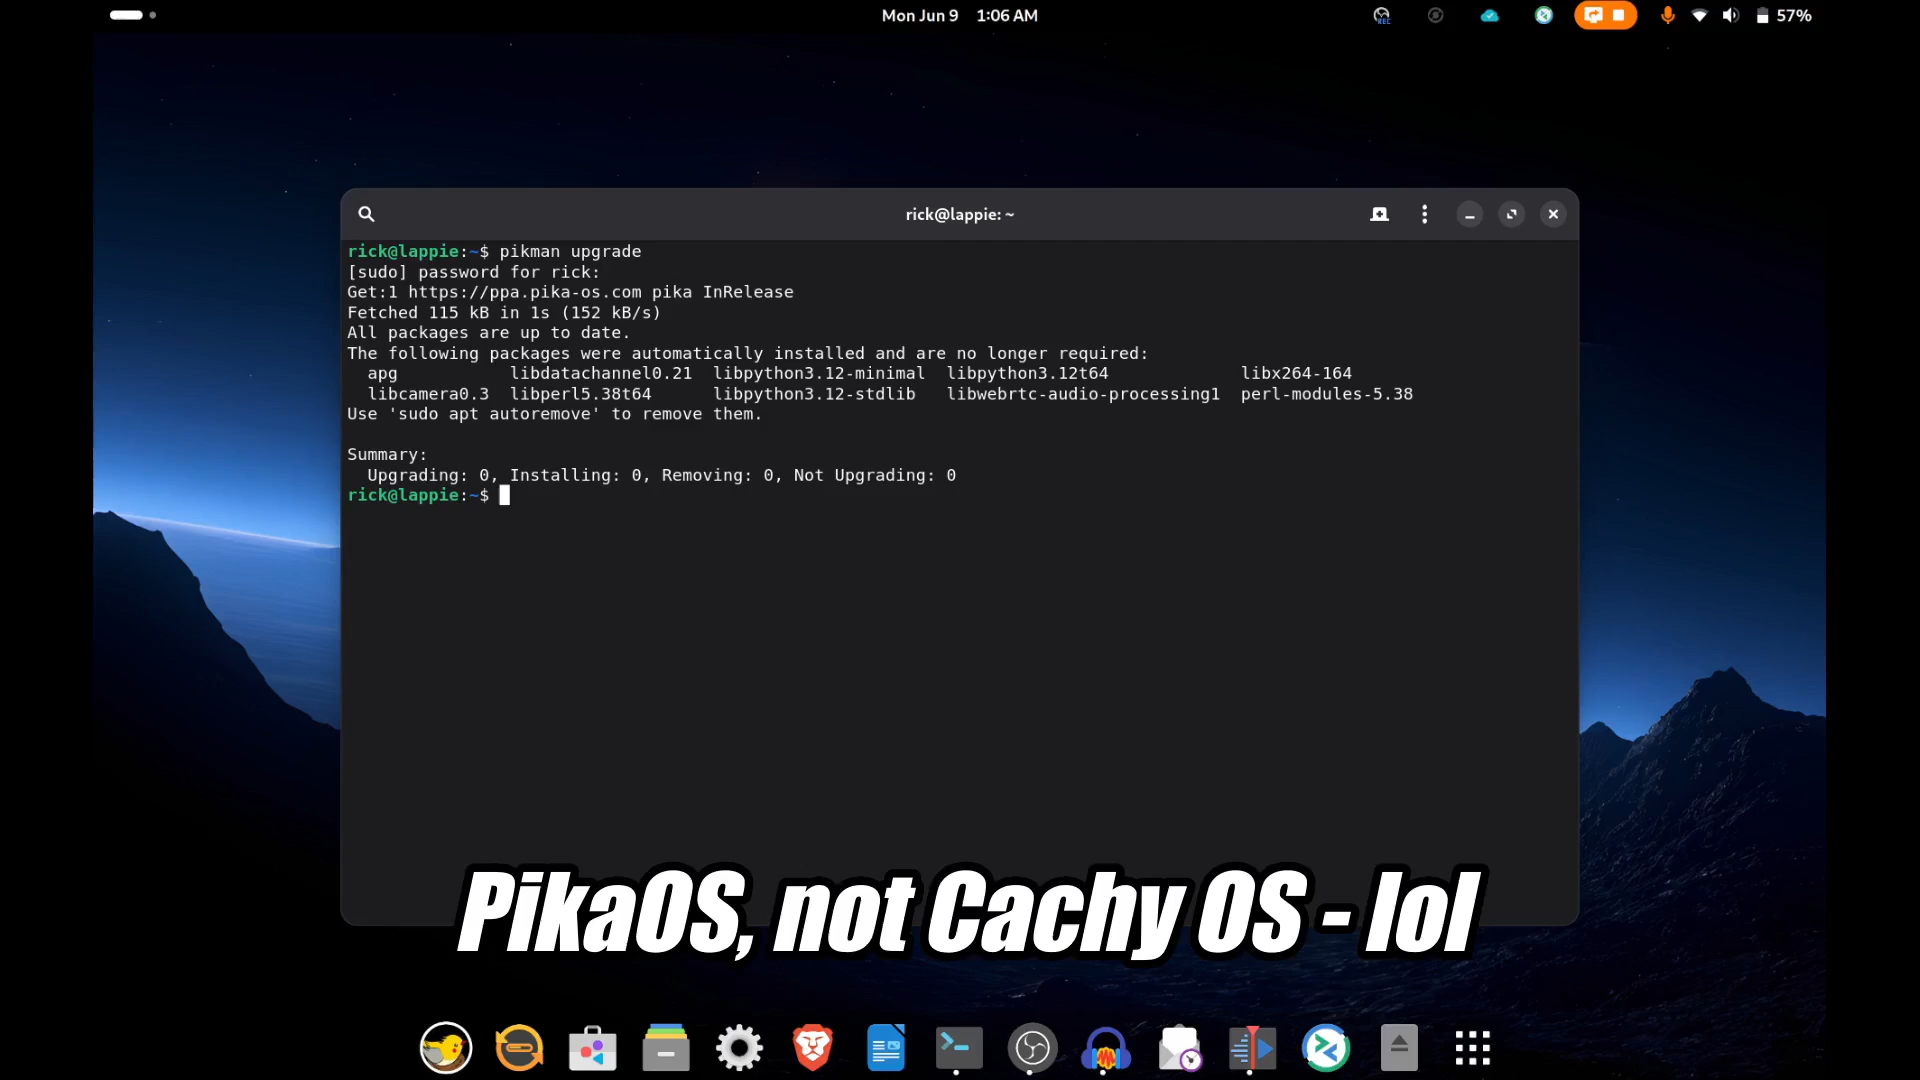 Mon Jun 9 1:06 AM
REC
57%
rick@lappie: ~
rick@lappie:~$ pikman upgrade
[sudo] password for rick:
Get:1 https://ppa.pika-os.com pika InRelease
Fetched 115 kB in 1s (152 kB/s)
All packages are up to date.
The following packages were automatically installed and are no longer required:
apg libdatachannel0.21 libpython3.12-minimal libpython3.12t64 libx264-164
libcamera0.3 libperl5.38t64 libpython3.12-stdlib libwebrtc-audio-processing1 perl-modules-5.38
Use 'sudo apt autoremove' to remove them.
Summary:
Upgrading: 0, Installing: 0, Removing: 0, Not Upgrading: 0
rick@lappie:~$
PikaOS, not Cachy OS - lol